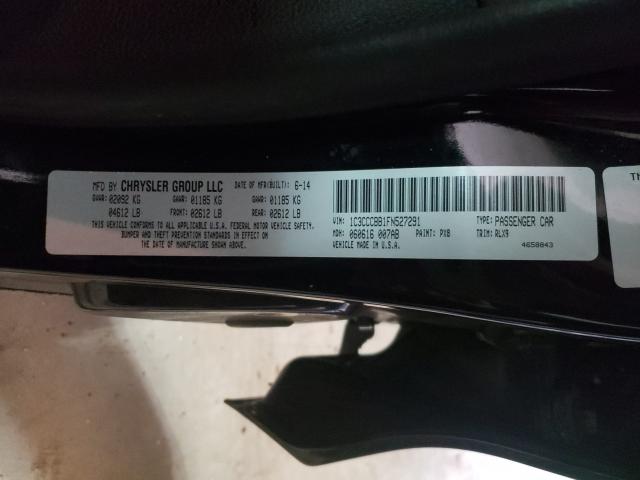 MFD BY CHRYSLER GROUP LLC DATE OF MFR(BUILT): 6-14
GVWR: 02092 KG GAWR: 01185 KG GAWR: 01185 KG
04612 LB FRONT: 02612 LB REAR: 02612 LB
THIS VEHICLE CONFORMS TO ALL APPLICABLE U.S.A. FEDERAL MOTOR VEHICLE SAFETY,
BUMPER AND THEFT PREVENTION STANDARDS IN EFFECT ON
THE DATE OF MANUFACTURE SHOWN ABOVE.
VIN: 1C3CCCBB1FN527291 TYPE: PASSENGER CAR
MDH: 060616 007AB PAINT: PX8 TRIM: RLX9
MADE IN U.S.A. 4658843